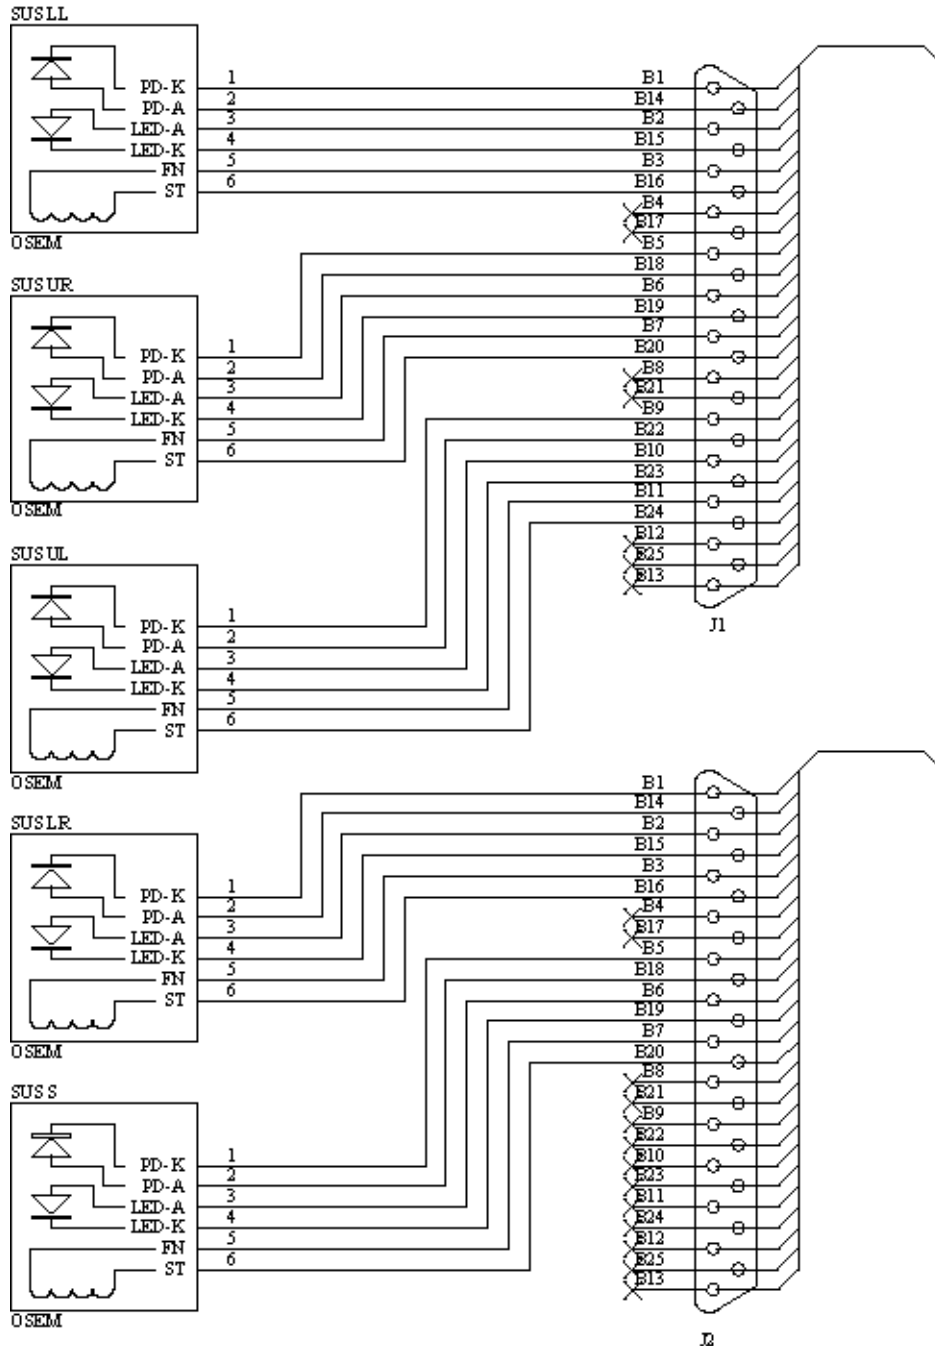 SUSLL
PD-K 1 B1
PD-A 2 B14
LED-A 3 B2
LED-K 4 B15
FN 5 B3
ST 6 B16
B4
B17
OSEM
B5
B18
SUSUR
B6
B19
B7
PD-K 1 B20
PD-A 2 B8
LED-A 3 B21
LED-K 4 B9
FN 5 B22
ST 6 B10
B23
B11
OSEM
B24
B12
SUSUL
B25
B13
J1
PD-K 1
PD-A 2
LED-A 3
LED-K 4
FN 5
ST 6
OSEM
B1
B14
SUSLR
B2
B15
B3
PD-K 1 B16
PD-A 2 B4
LED-A 3 B17
LED-K 4 B5
FN 5 B18
ST 6 B6
B19
B7
OSEM
B20
B8
SUSS
B21
B9
B22
PD-K 1 B10
PD-A 2 B23
LED-A 3 B11
LED-K 4 B24
FN 5 B12
ST 6 B25
B13
OSEM
J2